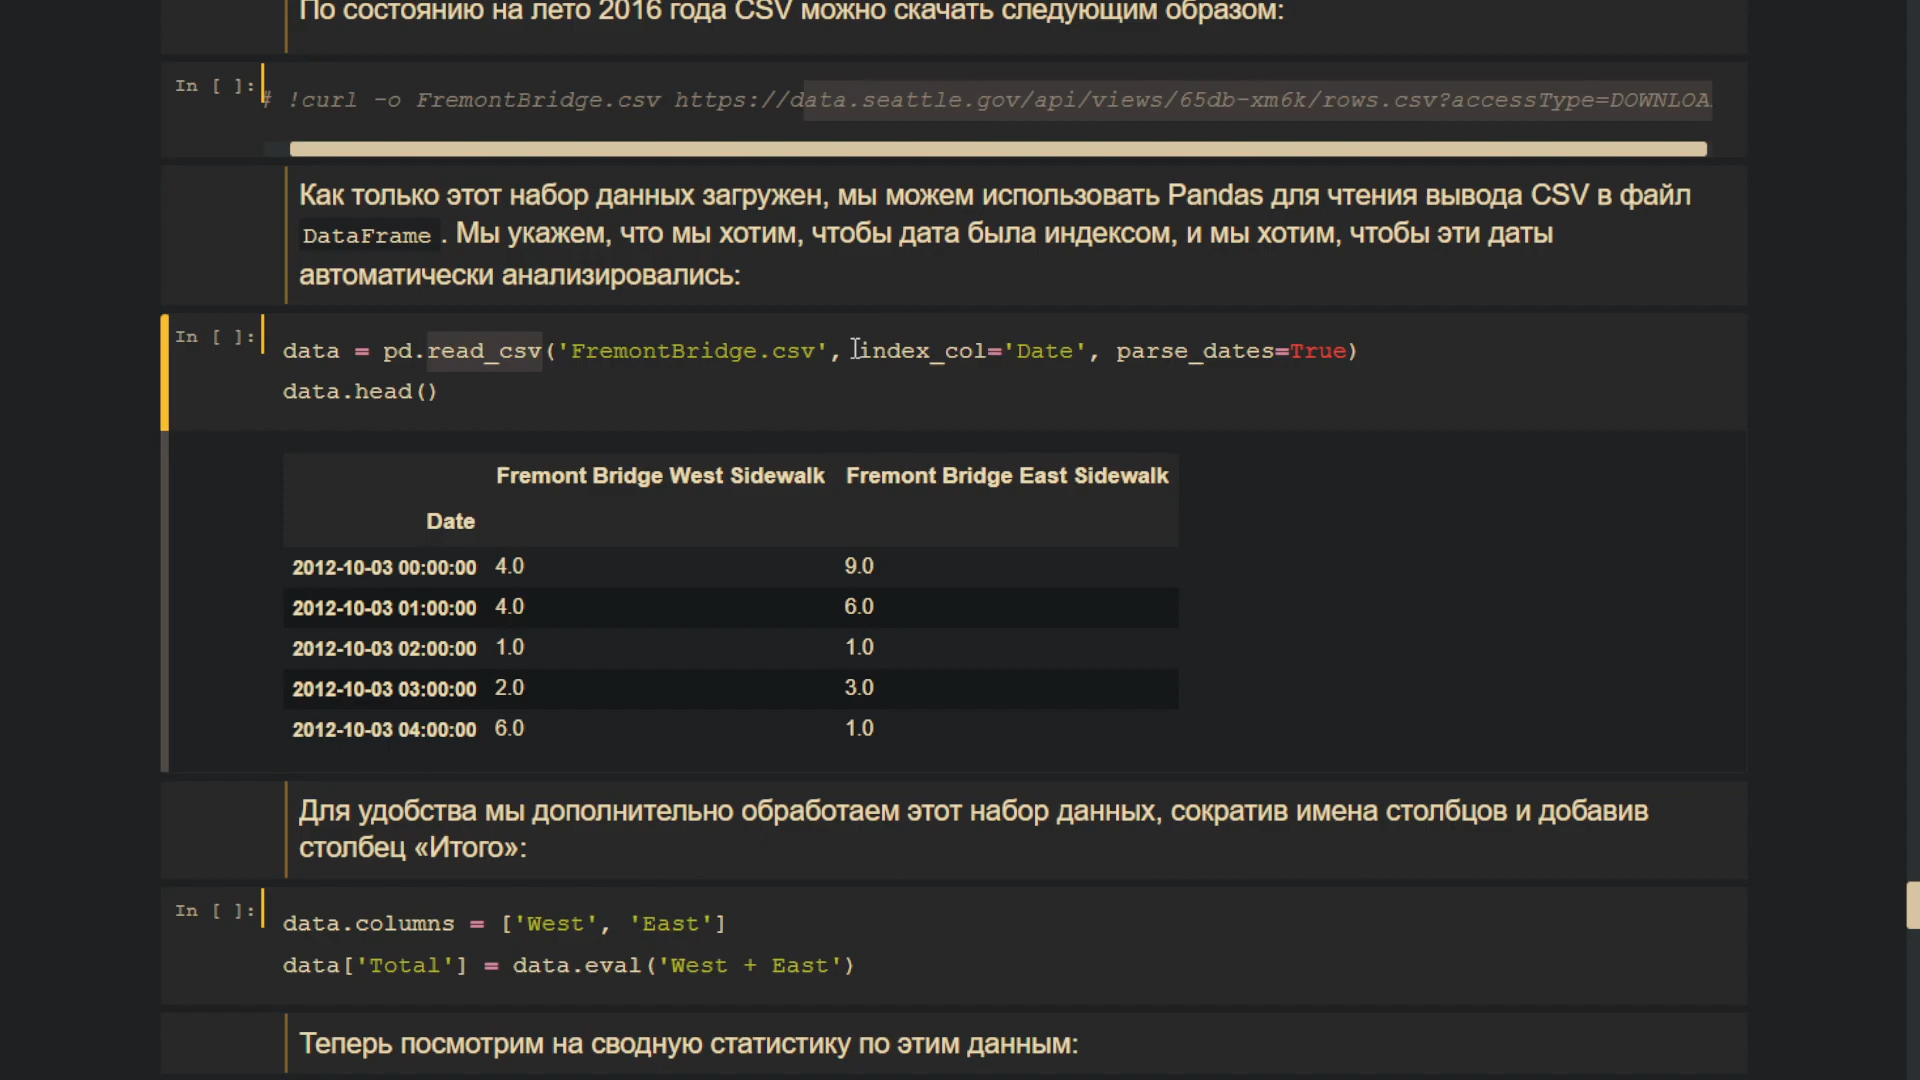 По состоянию на лето 2016 года CSV можно скачать следующим образом:
In [ ]:
# !curl -o FremontBridge.csv https://data.seattle.gov/api/views/65db-xm6k/rows.csv?accessType=DOWNLOA
Как только этот набор данных загружен, мы можем использовать Pandas для чтения вывода CSV в файл
DataFrame . Мы укажем, что мы хотим, чтобы дата была индексом, и мы хотим, чтобы эти даты
автоматически анализировались:
In [ ]:
data = pd.read_csv('FremontBridge.csv', index_col='Date', parse_dates=True)
data.head()
Fremont Bridge West Sidewalk Fremont Bridge East Sidewalk
Date
2012-10-03 00:00:00 4.0 9.0
2012-10-03 01:00:00 4.0 6.0
2012-10-03 02:00:00 1.0 1.0
2012-10-03 03:00:00 2.0 3.0
2012-10-03 04:00:00 6.0 1.0
Для удобства мы дополнительно обработаем этот набор данных, сократив имена столбцов и добавив
столбец «Итого»:
In [ ]:
data.columns = ['West', 'East']
data['Total'] = data.eval('West + East')
Теперь посмотрим на сводную статистику по этим данным: